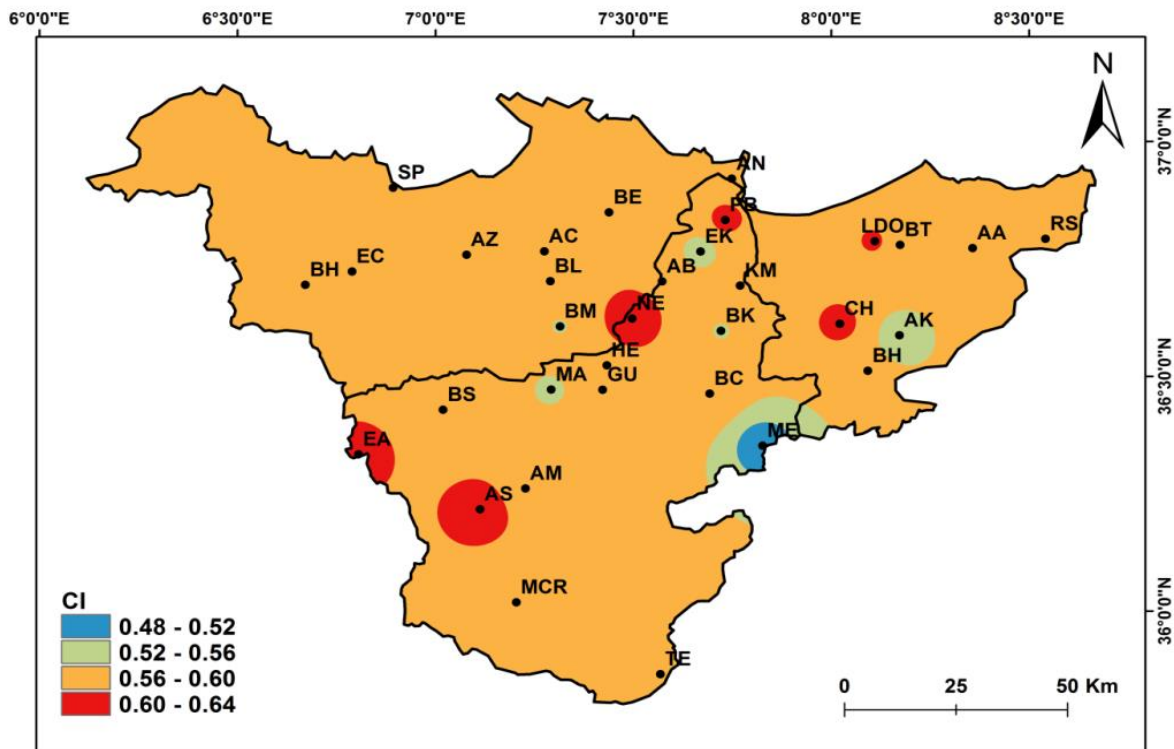 6°0'0"E 6°30'0"E 7°0'0"E 7°30'0"E 8°0'0"E 8°30'0"E
N
37°0'0"N
AN
SP
PB
BE
LDO
BT
RS
AC
EK
AA
AZ
EC
BH
BL
AB
KM
NE
CH
BM
BK
AK
HE
BH
36°30'0"N
MA
GU
BC
BS
ME
EA
AM
AS
MCR
36°0'0"N
TE
CI
0.48 - 0.52
0.52 - 0.56
0.56 - 0.60
0.60 - 0.64
0 25 50 Km